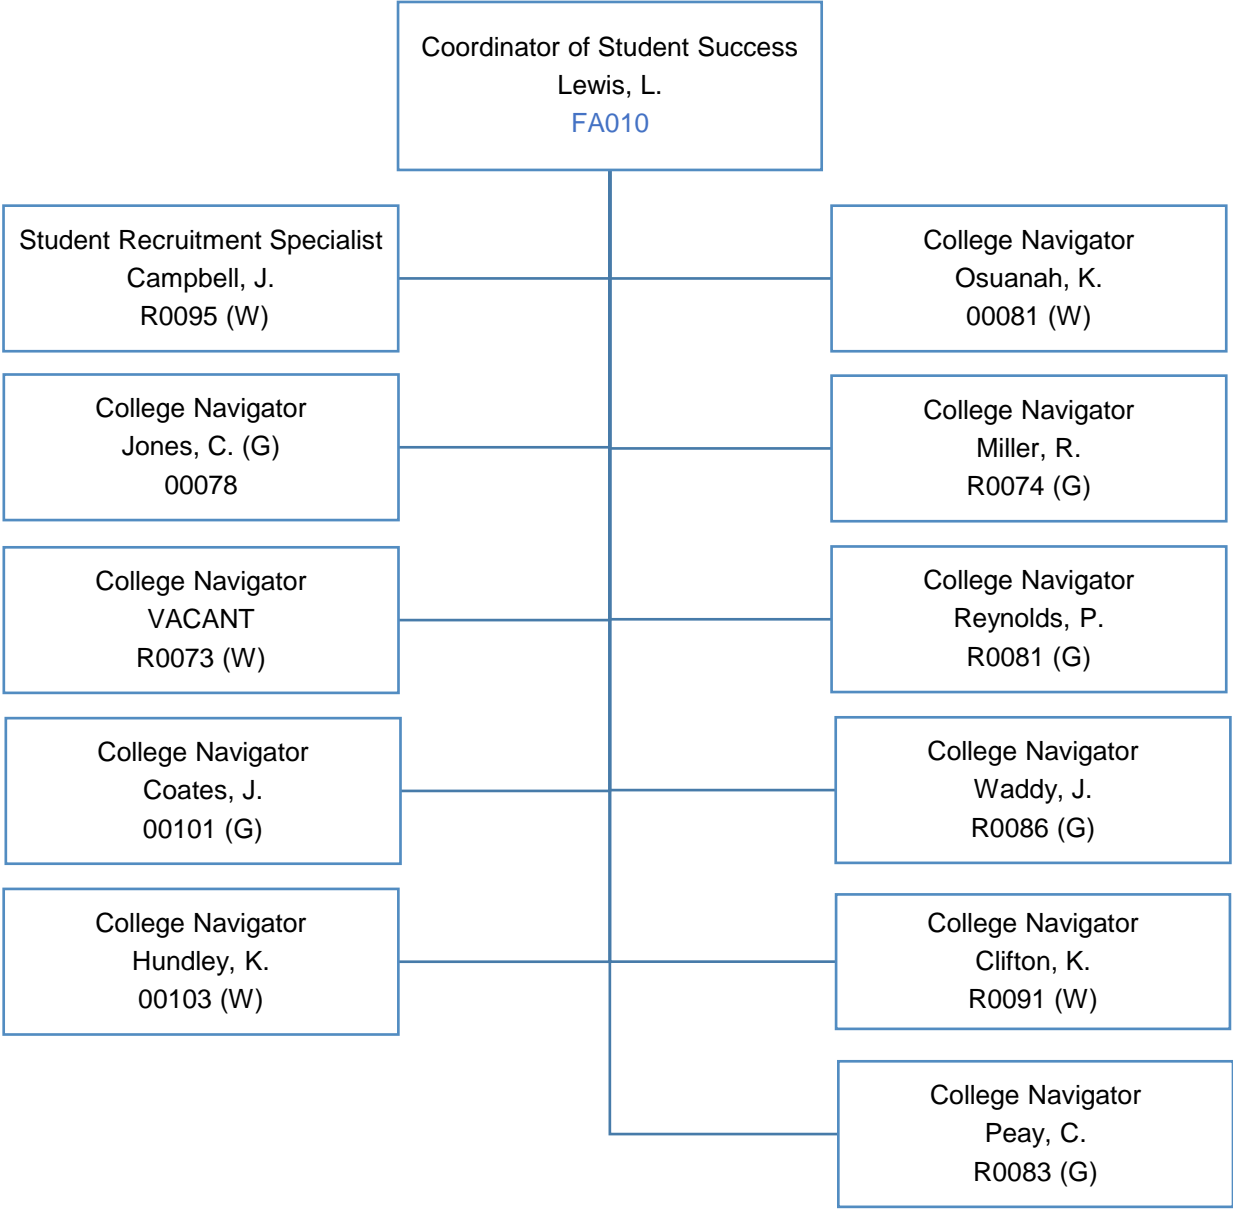 Coordinator of Student Success
Lewis, L.
FA010
Student Recruitment Specialist
Campbell, J.
R0095 (W)
College Navigator
Osuanah, K.
00081 (W)
College Navigator
Jones, C. (G)
00078
College Navigator
Miller, R.
R0074 (G)
College Navigator
VACANT
R0073 (W)
College Navigator
Reynolds, P.
R0081 (G)
College Navigator
Coates, J.
00101 (G)
College Navigator
Waddy, J.
R0086 (G)
College Navigator
Hundley, K.
00103 (W)
College Navigator
Clifton, K.
R0091 (W)
College Navigator
Peay, C.
R0083 (G)